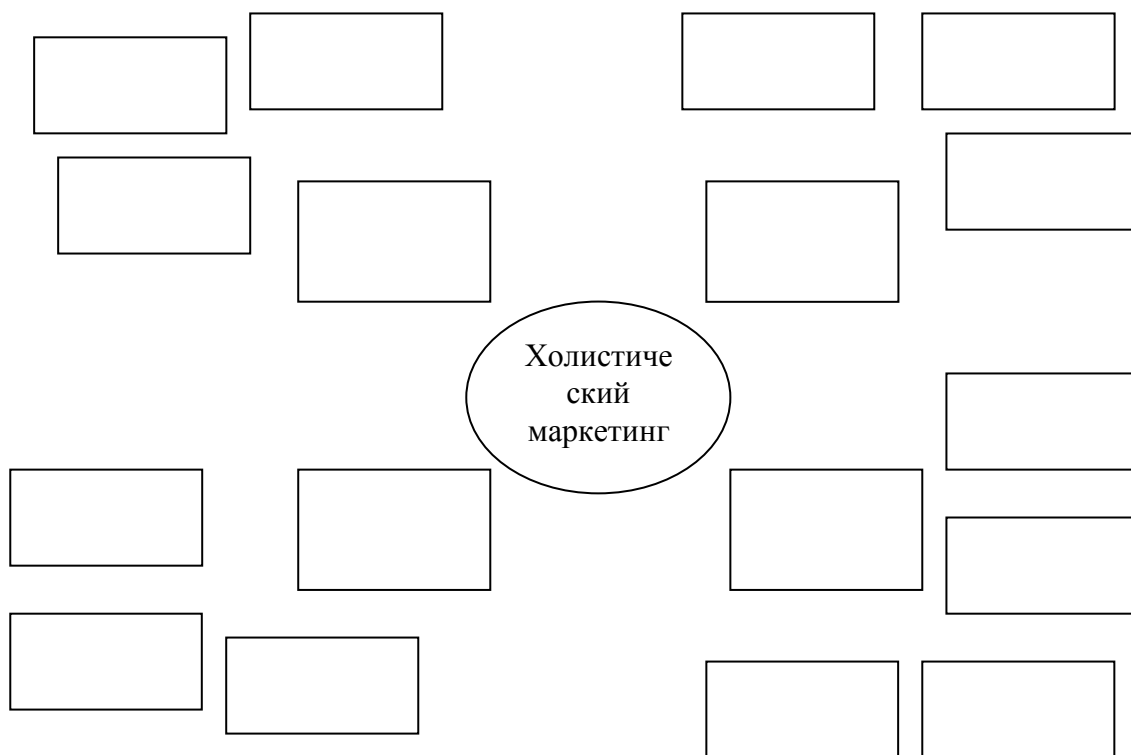 Холистиче
ский
маркетинг